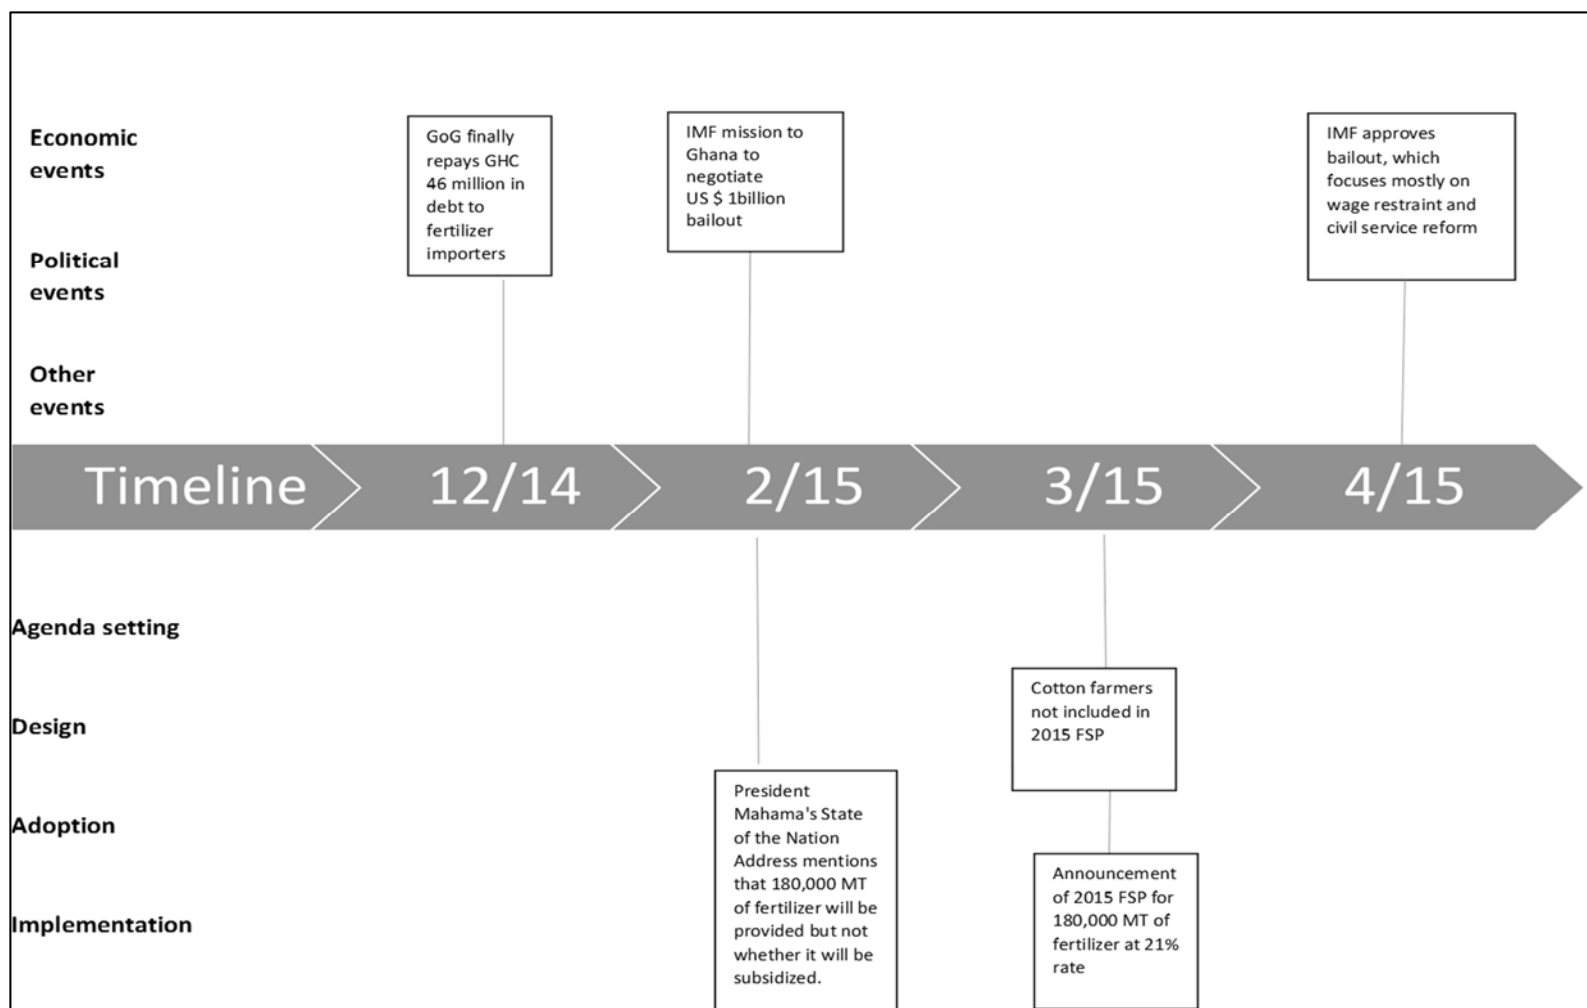 Economic
events
Political
events
Other
events
GoG finally
repays GHC
46 million in
debt to
fertilizer
importers
IMF mission to
Ghana to
negotiate
US $ 1billion
bailout
IMF approves
bailout, which
focuses mostly on
wage restraint and
civil service reform
Timeline
12/14
2/15
3/15
4/15
Agenda setting
Design
Adoption
Implementation
President
Mahama's State
of the Nation
Address mentions
that 180,000 MT
of fertilizer will be
provided but not
whether it will be
subsidized.
Cotton farmers
not included in
2015 FSP
Announcement
of 2015 FSP for
180,000 MT of
fertilizer at 21%
rate